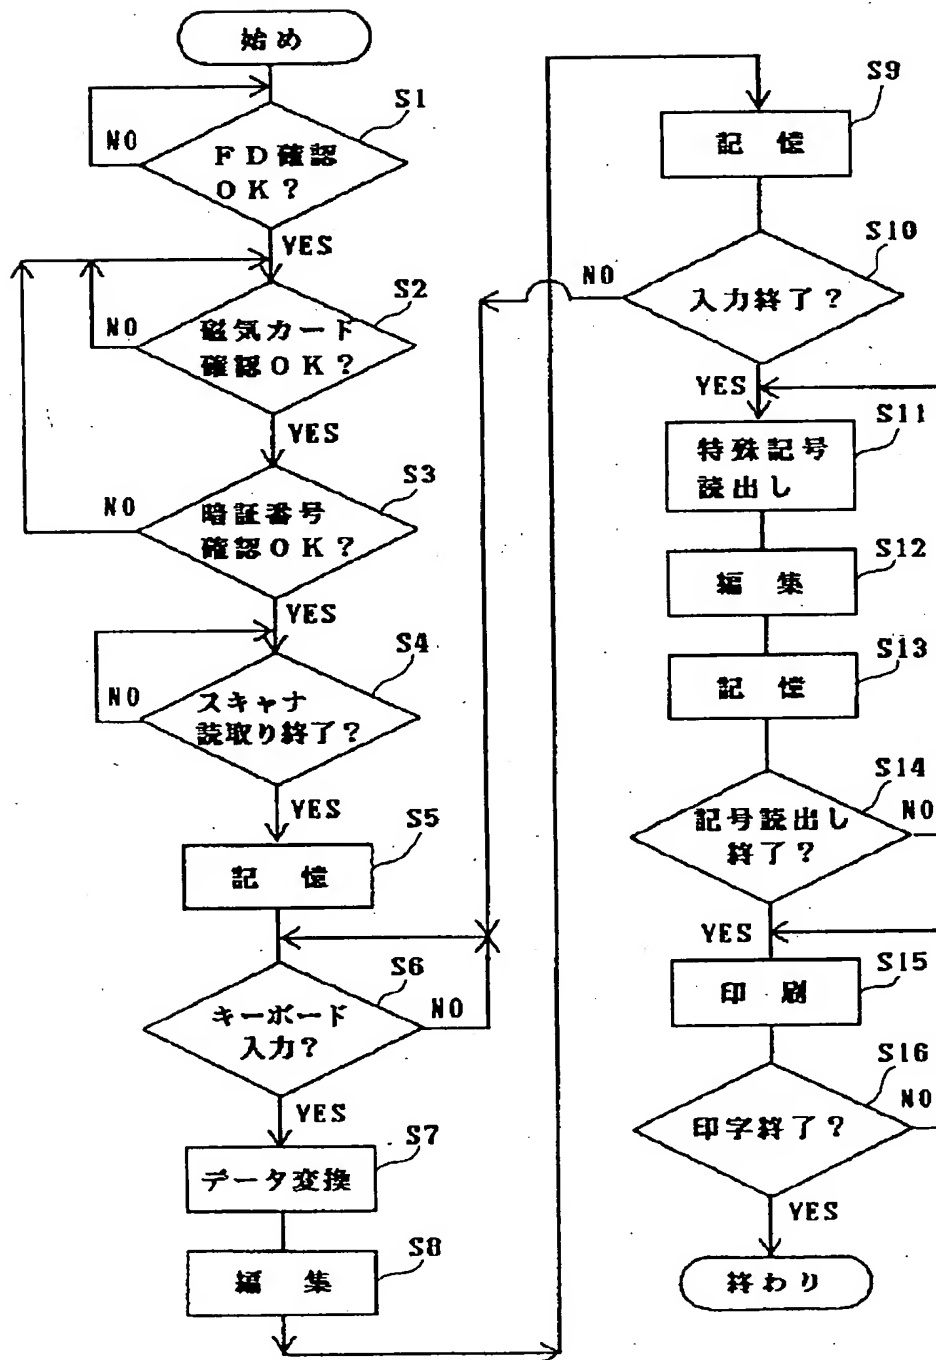 始め
S1
NO
FD確認
OK?
YES
S2
NO
磁気カード
確認OK?
YES
S3
NO
暗証番号
確認OK?
YES
S4
NO
スキャナ
読取り終了?
YES
S5
記 憶
S6
キーボード
入力?
NO
YES
S7
データ変換
S8
編 集
S9
記 憶
S10
NO
入力終了?
YES
S11
特殊記号
読出し
S12
編 集
S13
記 憶
S14
記号読出し
終了?
NO
YES
S15
印 刷
S16
印字終了?
NO
YES
終わり